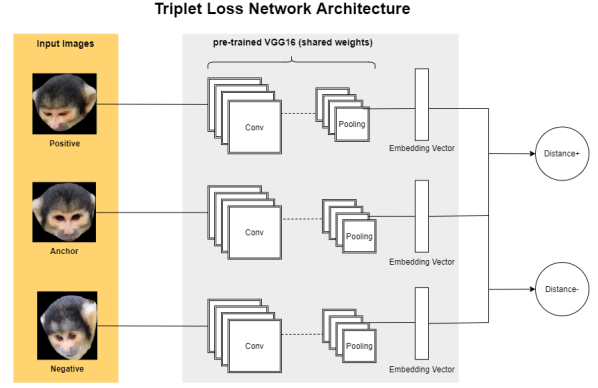 Triplet Loss Network Architecture
Input Images
pre-trained VGG16 (shared weights)
Positive
Conv
Pooling
Embedding Vector
Distance+
Anchor
Conv
Pooling
Embedding Vector
Distance-
Negative
Conv
Pooling
Embedding Vector